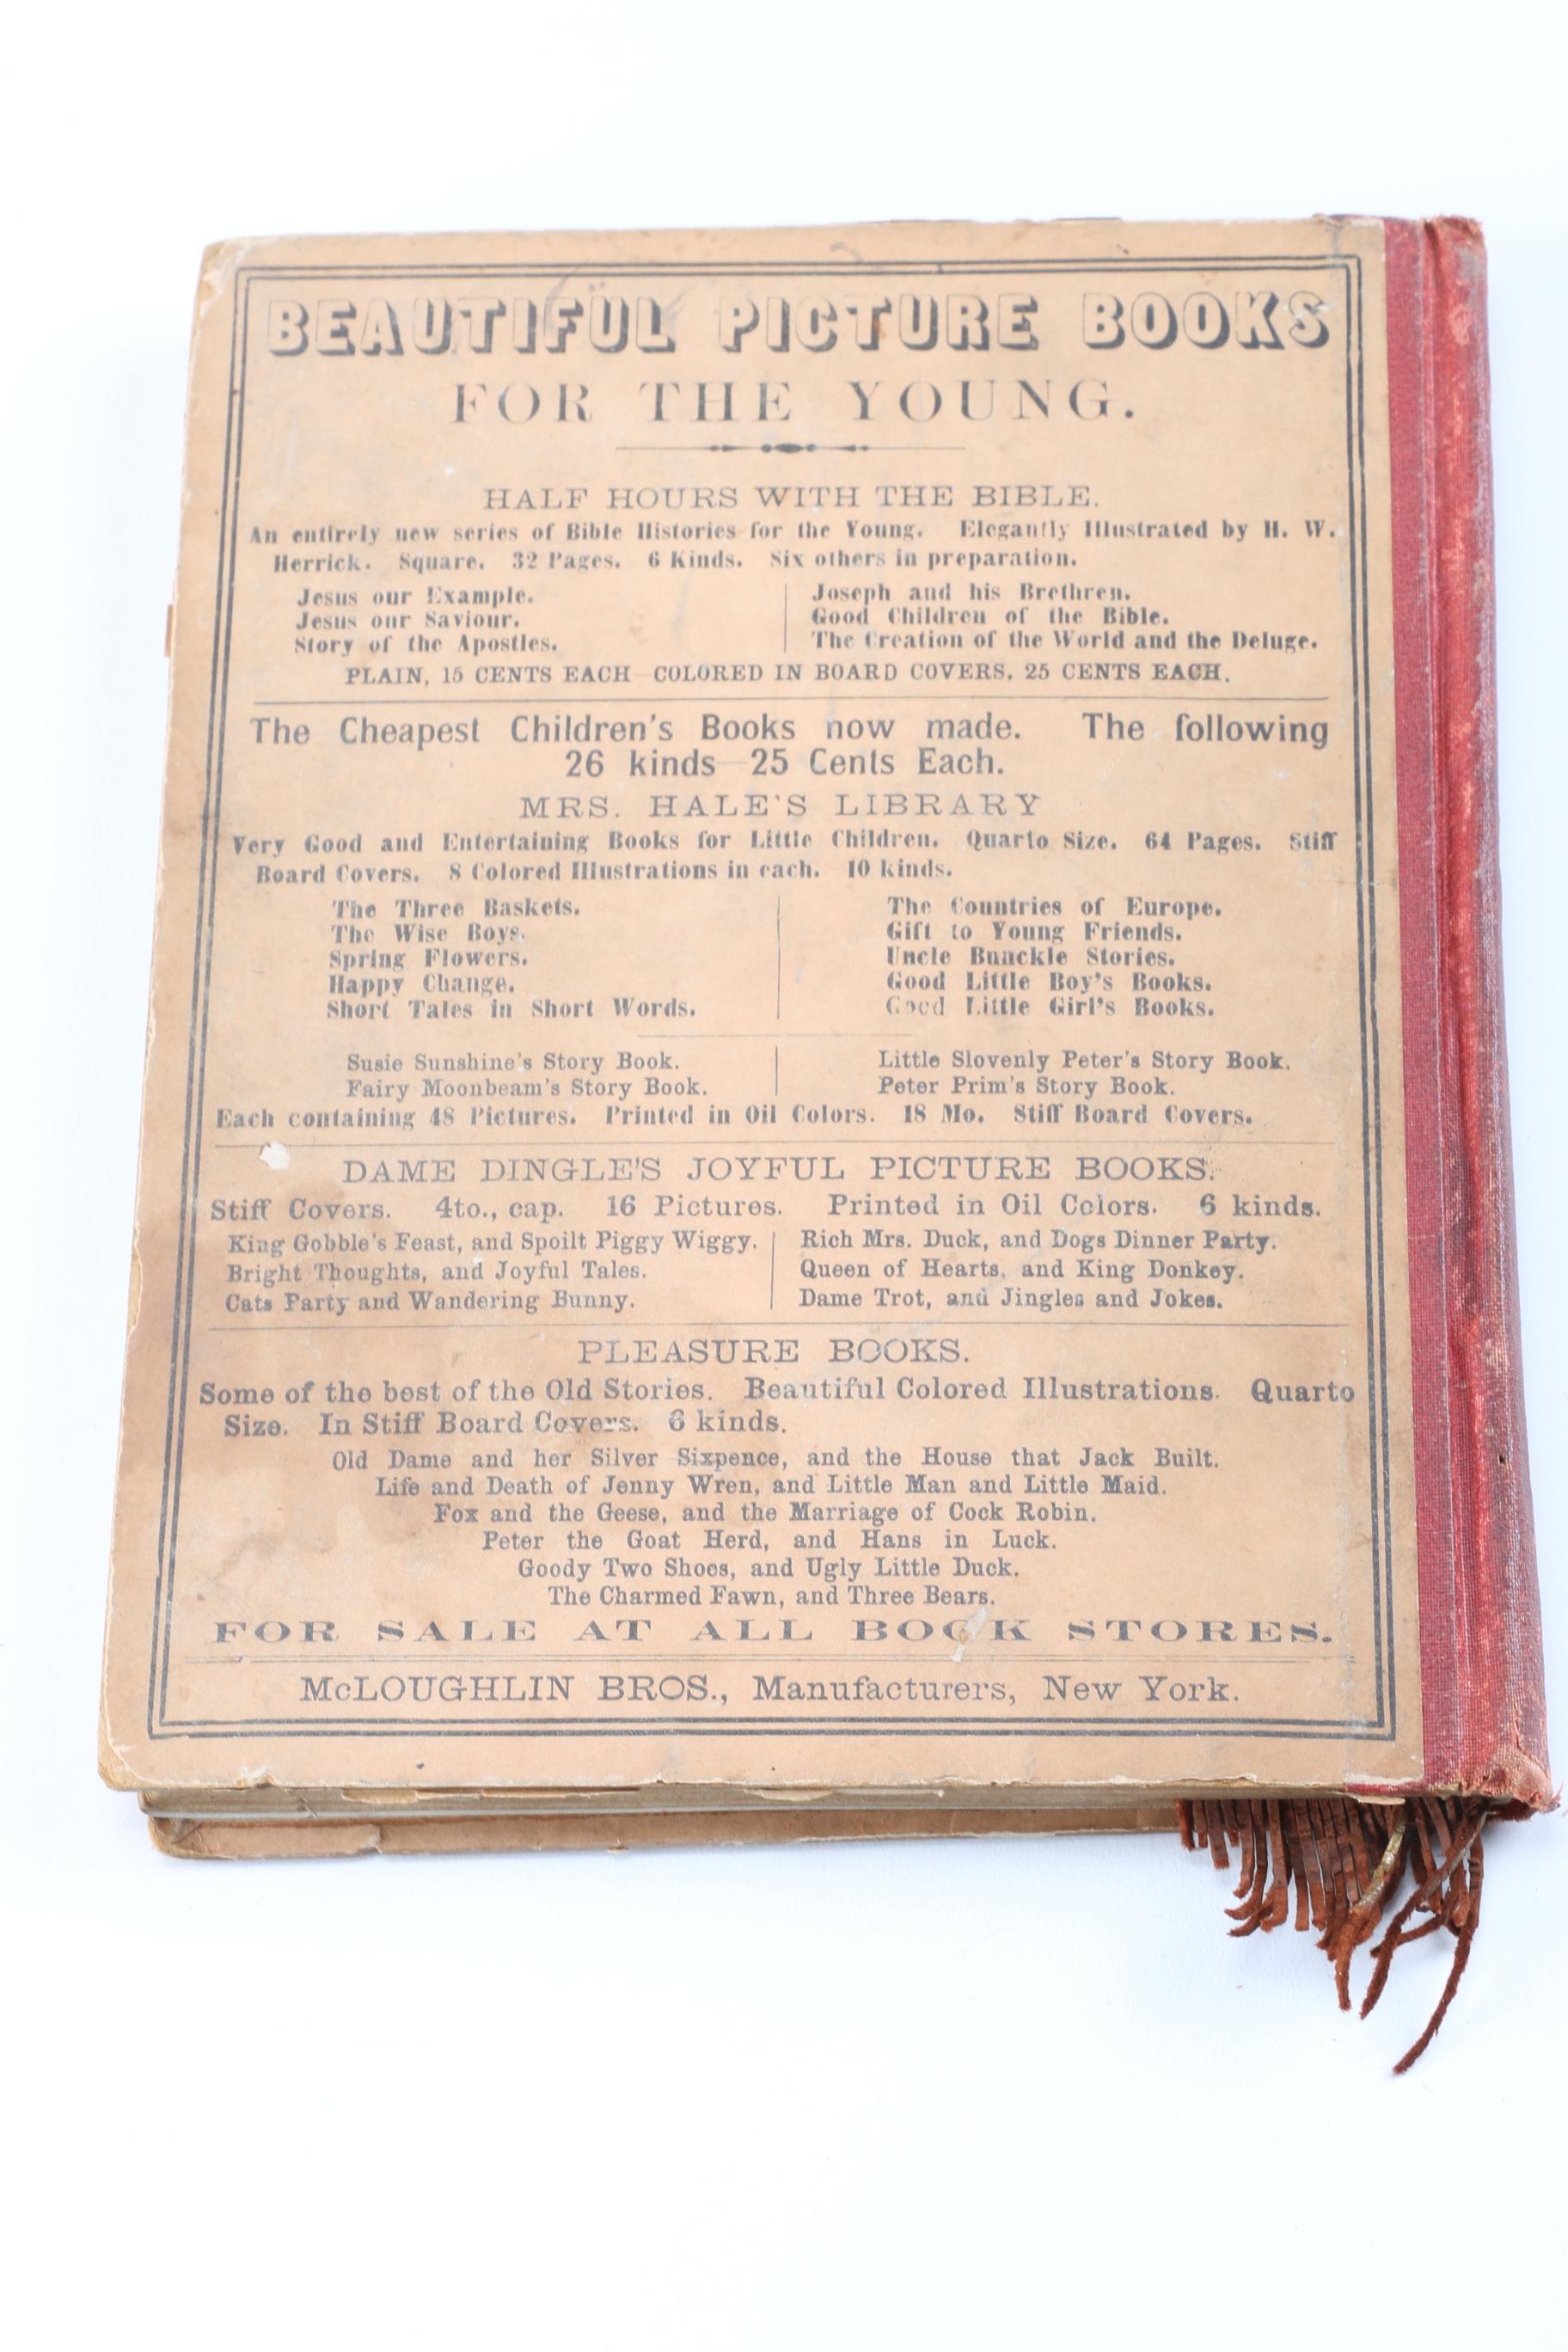 BEAUTIFUL PICTURE BOOKS
FOR THE YOUNG.
HALF HOURS WITH THE BIBLE.
An entirely new series of Bible Histories for the Young. Elegantly Illustrated by H. W.
Herrick. Square. 32 Pages. 6 Kinds. Six others in preparation.
Jesus our Example.
Jesus our Saviour.
Story of the Apostles.
Joseph and his Brethren.
Good Children of the Bible.
The Creation of the World and the Deluge.
PLAIN, 15 CENTS EACH—COLORED IN BOARD COVERS, 25 CENTS EACH.
The Cheapest Children's Books now made. The following
26 kinds—25 Cents Each.
MRS. HALE'S LIBRARY
Very Good and Entertaining Books for Little Children. Quarto Size. 64 Pages. Stiff
Board Covers. 8 Colored Illustrations in each. 10 kinds.
The Three Baskets.
The Wise Boys.
Spring Flowers.
Happy Change.
Short Tales in Short Words.
The Countries of Europe.
Gift to Young Friends.
Uncle Bunckle Stories.
Good Little Boy's Books.
Good Little Girl's Books.
Susie Sunshine's Story Book.
Fairy Moonbeam's Story Book.
Little Slovenly Peter's Story Book.
Peter Prim's Story Book.
Each containing 48 Pictures. Printed in Oil Colors. 18 Mo. Stiff Board Covers.
DAME DINGLE'S JOYFUL PICTURE BOOKS.
Stiff Covers. 4to., cap. 16 Pictures. Printed in Oil Colors. 6 kinds.
King Gobble's Feast, and Spoilt Piggy Wiggy.
Bright Thoughts, and Joyful Tales.
Cats Party and Wandering Bunny.
Rich Mrs. Duck, and Dogs Dinner Party.
Queen of Hearts, and King Donkey.
Dame Trot, and Jingles and Jokes.
PLEASURE BOOKS.
Some of the best of the Old Stories. Beautiful Colored Illustrations. Quarto
Size. In Stiff Board Covers. 6 kinds.
Old Dame and her Silver Sixpence, and the House that Jack Built.
Life and Death of Jenny Wren, and Little Man and Little Maid.
Fox and the Geese, and the Marriage of Cock Robin.
Peter the Goat Herd, and Hans in Luck.
Goody Two Shoes, and Ugly Little Duck.
The Charmed Fawn, and Three Bears.
FOR SALE AT ALL BOOK STORES.
McLOUGHLIN BROS., Manufacturers, New York.